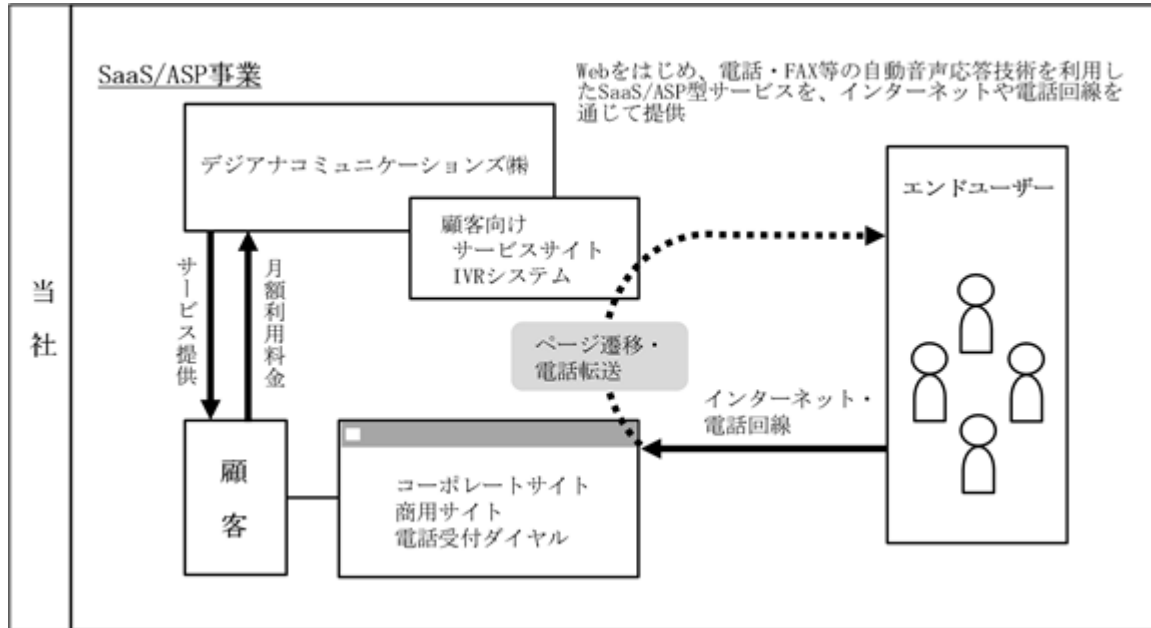 当社
SaaS/ASP事業
Webをはじめ、電話・FAX等の自動音声応答技術を利用し
たSaaS/ASP型サービスを、インターネットや電話回線を
通じて提供
デジアナコミュニケーションズ㈱
顧客向け
サービスサイト
IVRシステム
エンドユーザー
サービス提供
月額利用料金
ページ遷移・
電話転送
インターネット・
電話回線
顧客
コーポレートサイト
商用サイト
電話受付ダイヤル